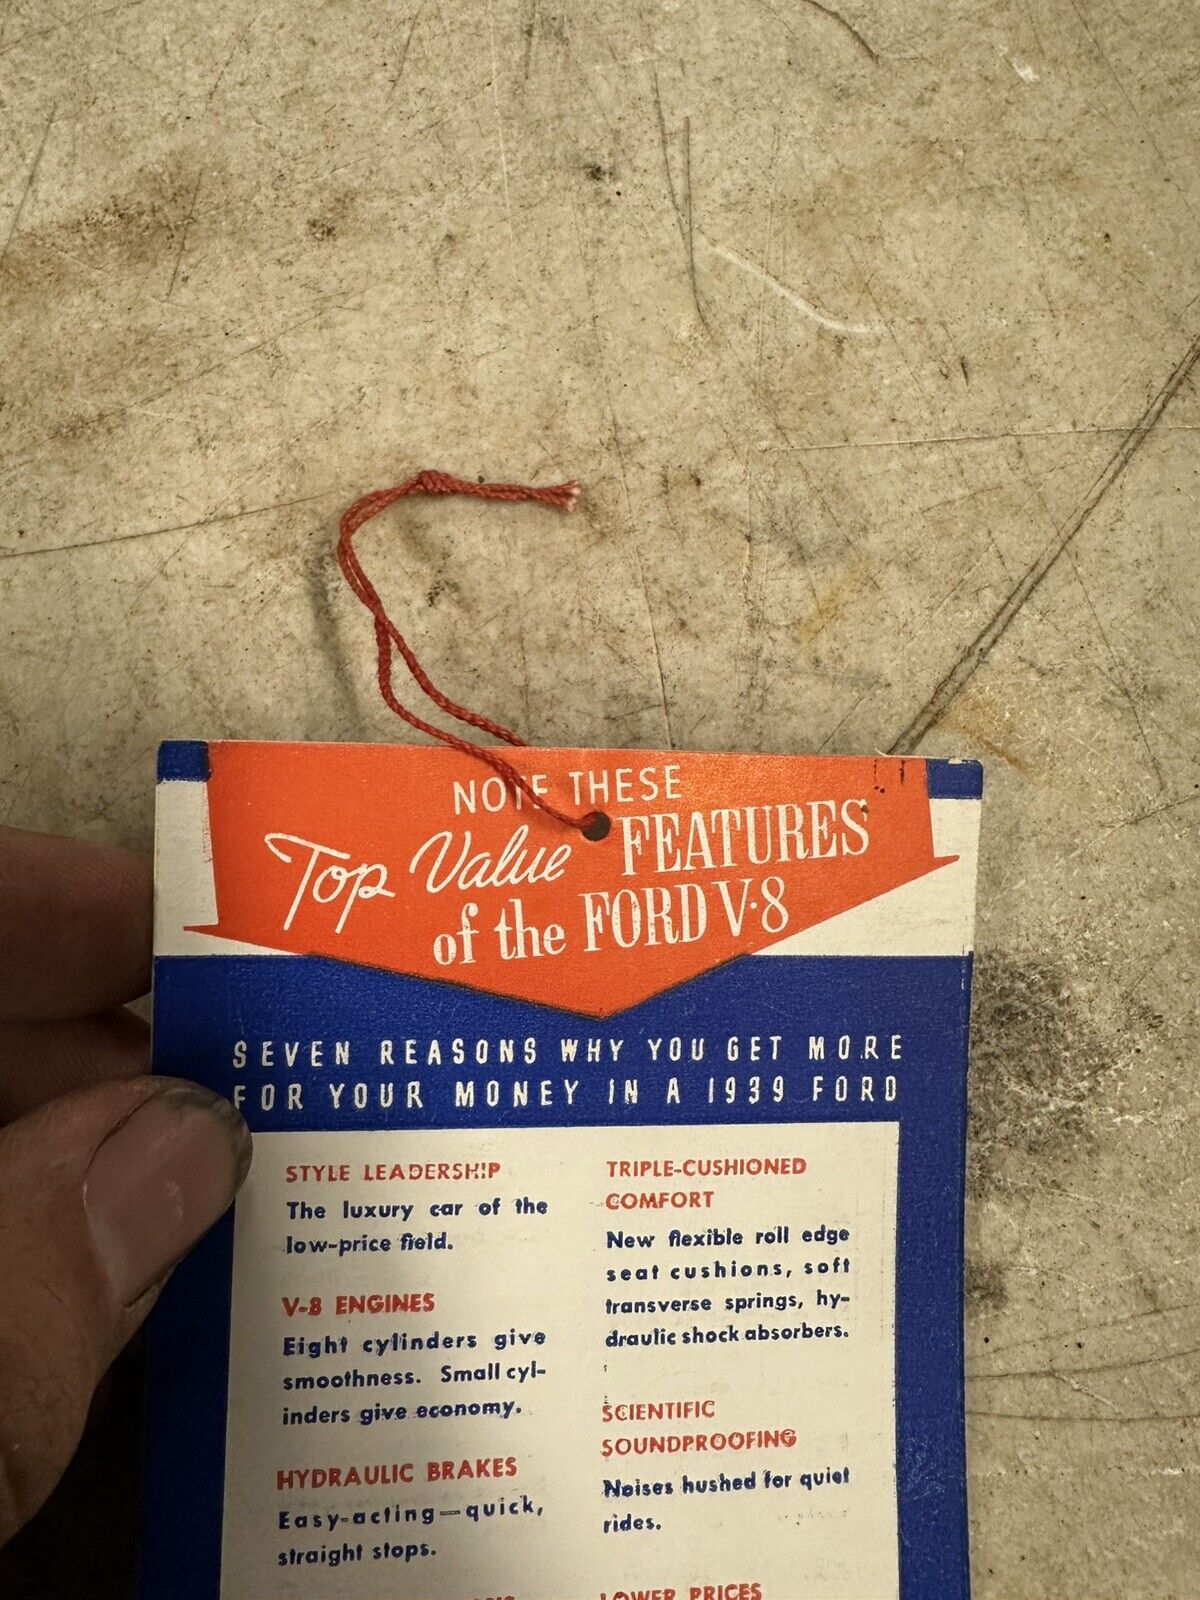 NOTE THESE
Top Value FEATURES
of the FORD V·8
SEVEN REASONS WHY YOU GET MORE
FOR YOUR MONEY IN A 1939 FORD
STYLE LEADERSHIP
The luxury car of the
low-price field.
V-8 ENGINES
Eight cylinders give
smoothness. Small cyl-
inders give economy.
HYDRAULIC BRAKES
Easy-acting—quick,
straight stops.
TRIPLE-CUSHIONED
COMFORT
New flexible roll edge
seat cushions, soft
transverse springs, hy-
draulic shock absorbers.
SCIENTIFIC
SOUNDPROOFING
Noises hushed for quiet
rides.
LOWER PRICES